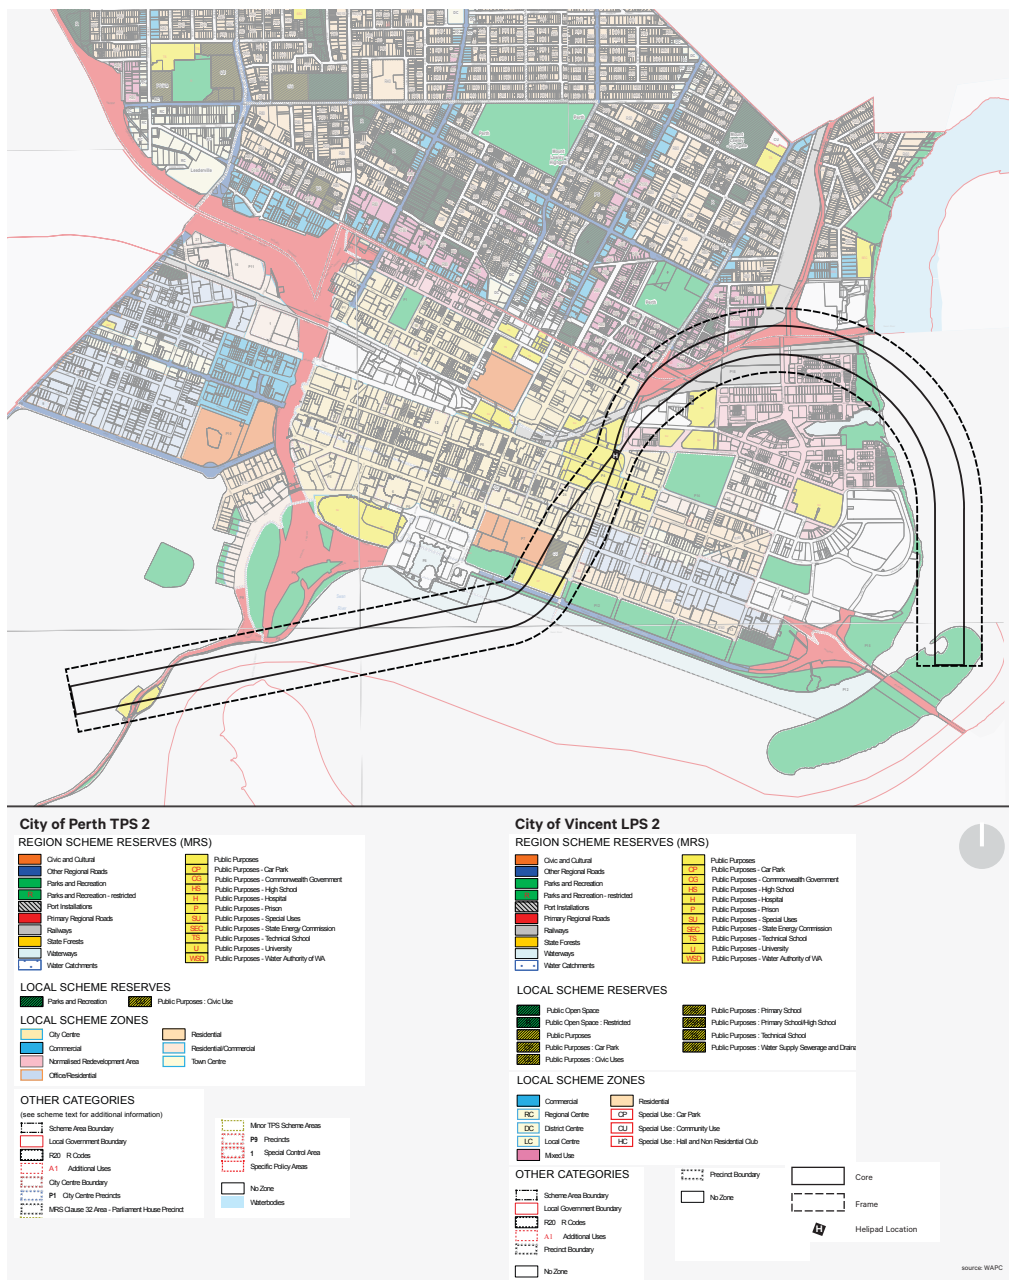 Leederville
City of Perth TPS 2
REGION SCHEME RESERVES (MRS)
Civic and Cultural
Other Regional Roads
Parks and Recreation
Parks and Recreation - restricted
Port Installations
Primary Regional Roads
Railways
State Forests
Waterways
Water Catchments
Public Purposes
CP Public Purposes - Car Park
CG Public Purposes - Commonwealth Government
HS Public Purposes - High School
H Public Purposes - Hospital
P Public Purposes - Prison
SU Public Purposes - Special Uses
SEC Public Purposes - State Energy Commission
TS Public Purposes - Technical School
U Public Purposes - University
WSD Public Purposes - Water Authority of WA
LOCAL SCHEME RESERVES
Parks and Recreation
Public Purposes : Civic Use
LOCAL SCHEME ZONES
City Centre
Commercial
Normalised Redevelopment Area
Office/Residential
Residential
Residential/Commercial
Town Centre
OTHER CATEGORIES
(see scheme text for additional information)
Scheme Area Boundary
Local Government Boundary
R20 R Codes
A1 Additional Uses
City Centre Boundary
P1 City Centre Precincts
MRS Clause 32 Area - Parliament House Precinct
Minor TPS Scheme Areas
P9 Precincts
1 Special Control Area
Specific Policy Areas
No Zone
Waterbodies
City of Vincent LPS 2
REGION SCHEME RESERVES (MRS)
Civic and Cultural
Other Regional Roads
Parks and Recreation
Parks and Recreation - restricted
Port Installations
Primary Regional Roads
Railways
State Forests
Waterways
Water Catchments
Public Purposes
CP Public Purposes - Car Park
CG Public Purposes - Commonwealth Government
HS Public Purposes - High School
H Public Purposes - Hospital
P Public Purposes - Prison
SU Public Purposes - Special Uses
SEC Public Purposes - State Energy Commission
TS Public Purposes - Technical School
U Public Purposes - University
WSD Public Purposes - Water Authority of WA
LOCAL SCHEME RESERVES
Public Open Space
Public Open Space : Restricted
Public Purposes
Public Purposes : Car Park
Public Purposes : Civic Uses
Public Purposes : Primary School
Public Purposes : Primary School/High School
Public Purposes : Technical School
Public Purposes : Water Supply Sewerage and Draina
LOCAL SCHEME ZONES
Commercial
RC Regional Centre
DC District Centre
LC Local Centre
Mixed Use
Residential
CP Special Use : Car Park
CU Special Use : Community Use
HC Special Use : Hall and Non Residential Club
OTHER CATEGORIES
Scheme Area Boundary
Local Government Boundary
R20 R Codes
A1 Additional Uses
Precinct Boundary
No Zone
Precinct Boundary
No Zone
Core
Frame
H Helipad Location
source: WAPC